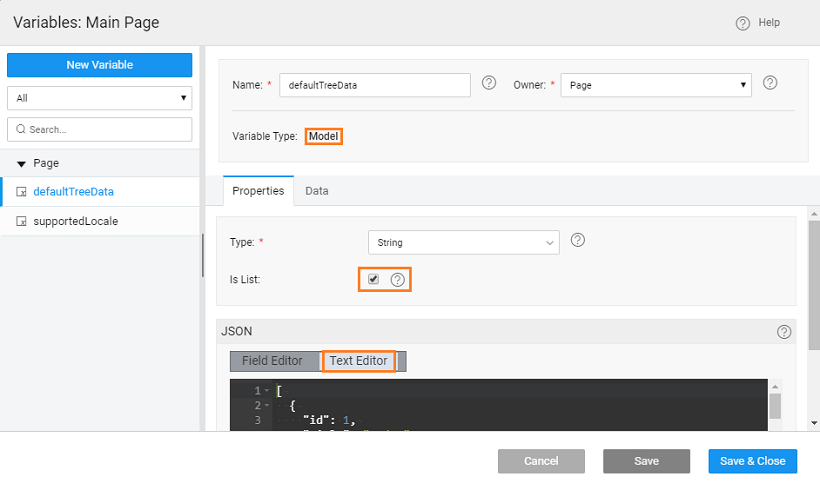 Variables: Main Page
Help
New Variable
All
Search...
Page
defaultTreeData
supportedLocale
Name: * defaultTreeData Owner: * Page
Variable Type: Model
Properties Data
Type: * String
Is List:
JSON
Field Editor Text Editor
1 [
2 {
3 "id": 1,
Cancel Save Save & Close